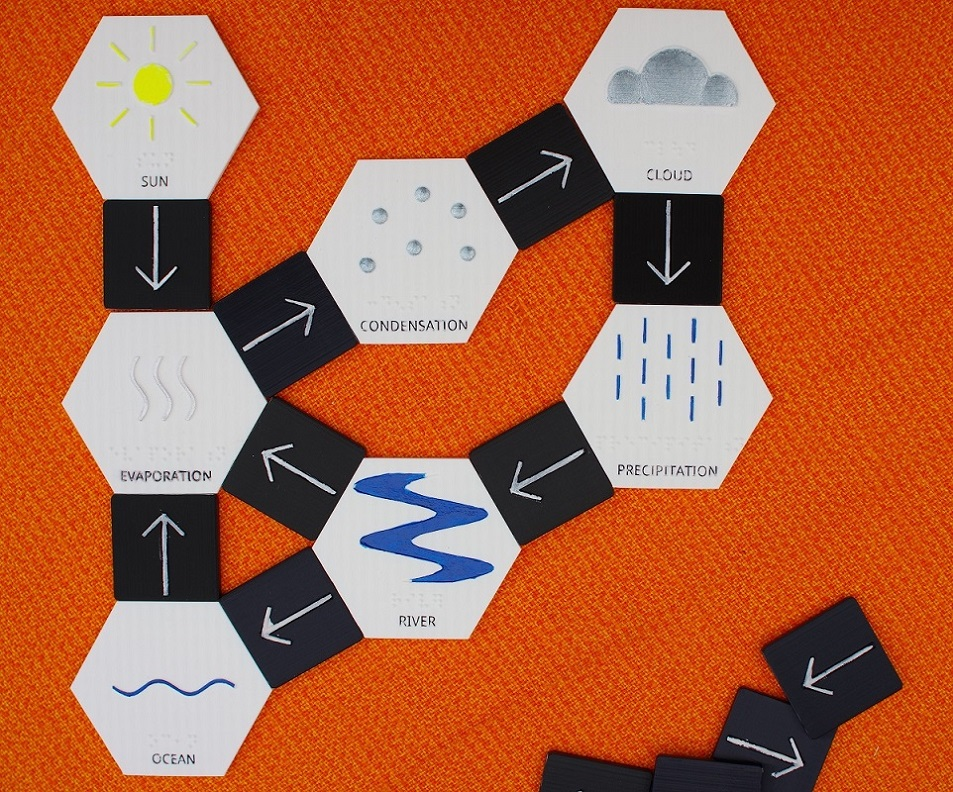 SUN
CLOUD
CONDENSATION
EVAPORATION
PRECIPITATION
RIVER
OCEAN